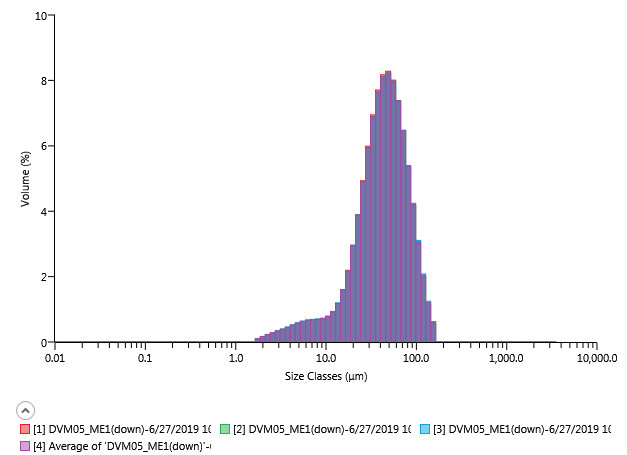 10
8
6
4
2
0
Volume (%)
0.01 0.1 1.0 10.0 100.0 1,000.0 10,000.0
Size Classes (µm)
[1] DVM05_ME1(down)-6/27/2019 10 [2] DVM05_ME1(down)-6/27/2019 1( [3] DVM05_ME1(down)-6/27/2019 1(
[4] Average of 'DVM05_ME1(down)'-